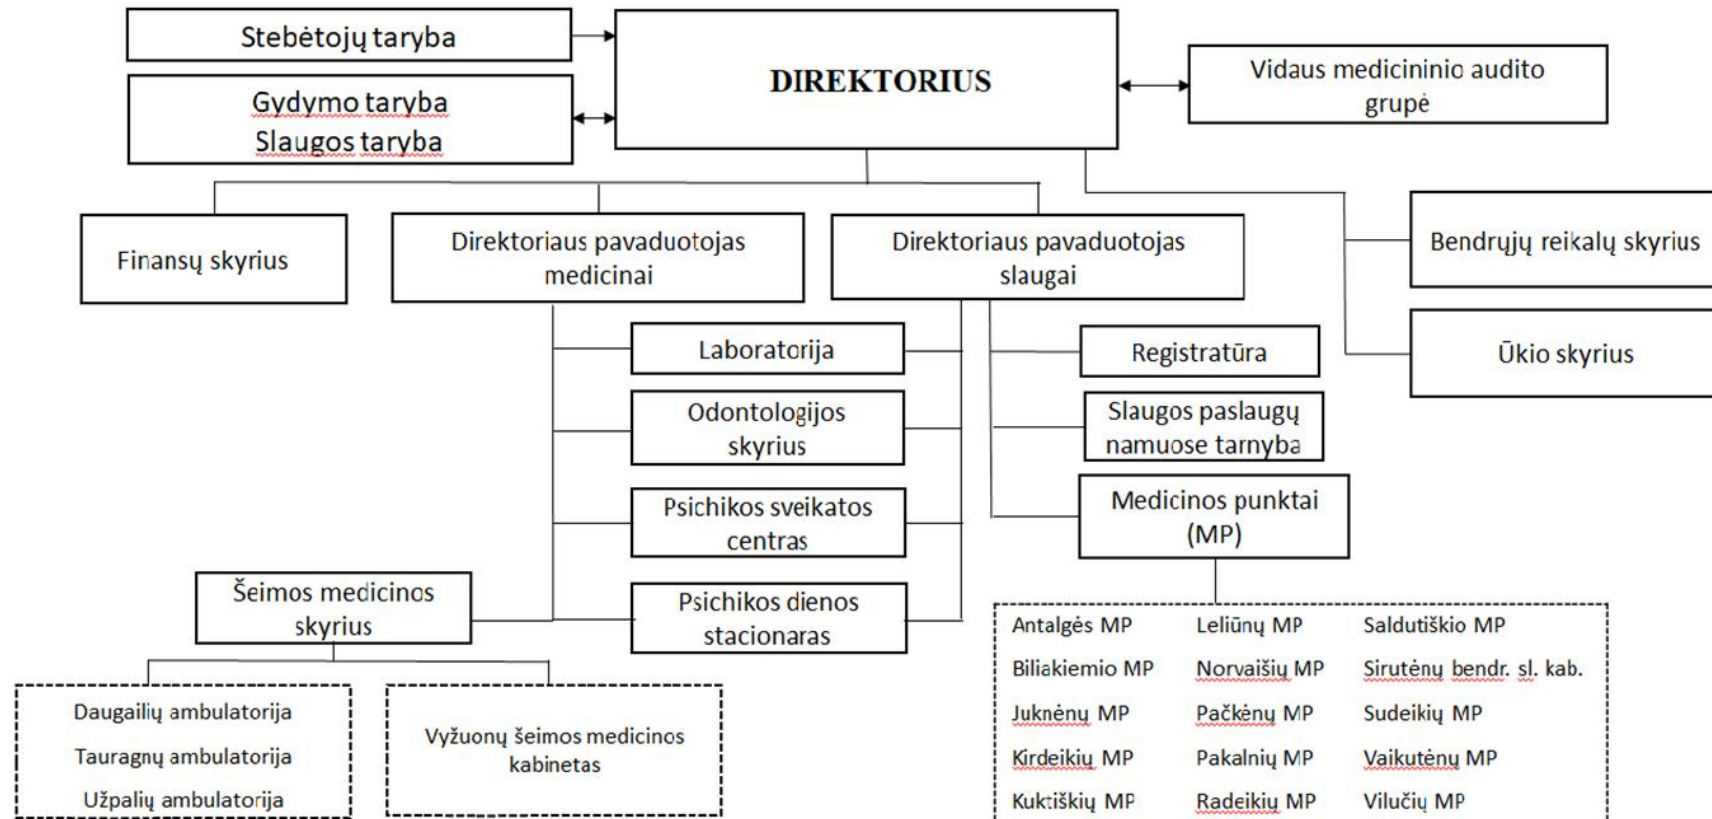 Stebėtojų taryba
DIREKTORIUS
Vidaus medicininio audito
grupė
Gydymo taryba
Slaugos taryba
Finansų skyrius
Direktoriaus pavaduotojas
medicinai
Direktoriaus pavaduotojas
slaugai
Bendrųjų reikalų skyrius
Ūkio skyrius
Laboratorija
Odontologijos
skyrius
Psichikos sveikatos
centras
Psichikos dienos
stacionaras
Registratūra
Slaugos paslaugų
namuose tarnyba
Medicinos punktai
(MP)
Šeimos medicinos
skyrius
Daugailių ambulatorija
Tauragnų ambulatorija
Užpalių ambulatorija
Vyžuonų šeimos medicinos
kabinetas
Antalgės MP Leliūnų MP Saldutiškio MP
Biliakiemio MP Norvaišių MP Sirutėnų bendr. sl. kab.
Juknėnų MP Pačkėnų MP Sudeikių MP
Kirdeikių MP Pakalnių MP Vaikutėnų MP
Kuktiškių MP Radeikių MP Vilučių MP